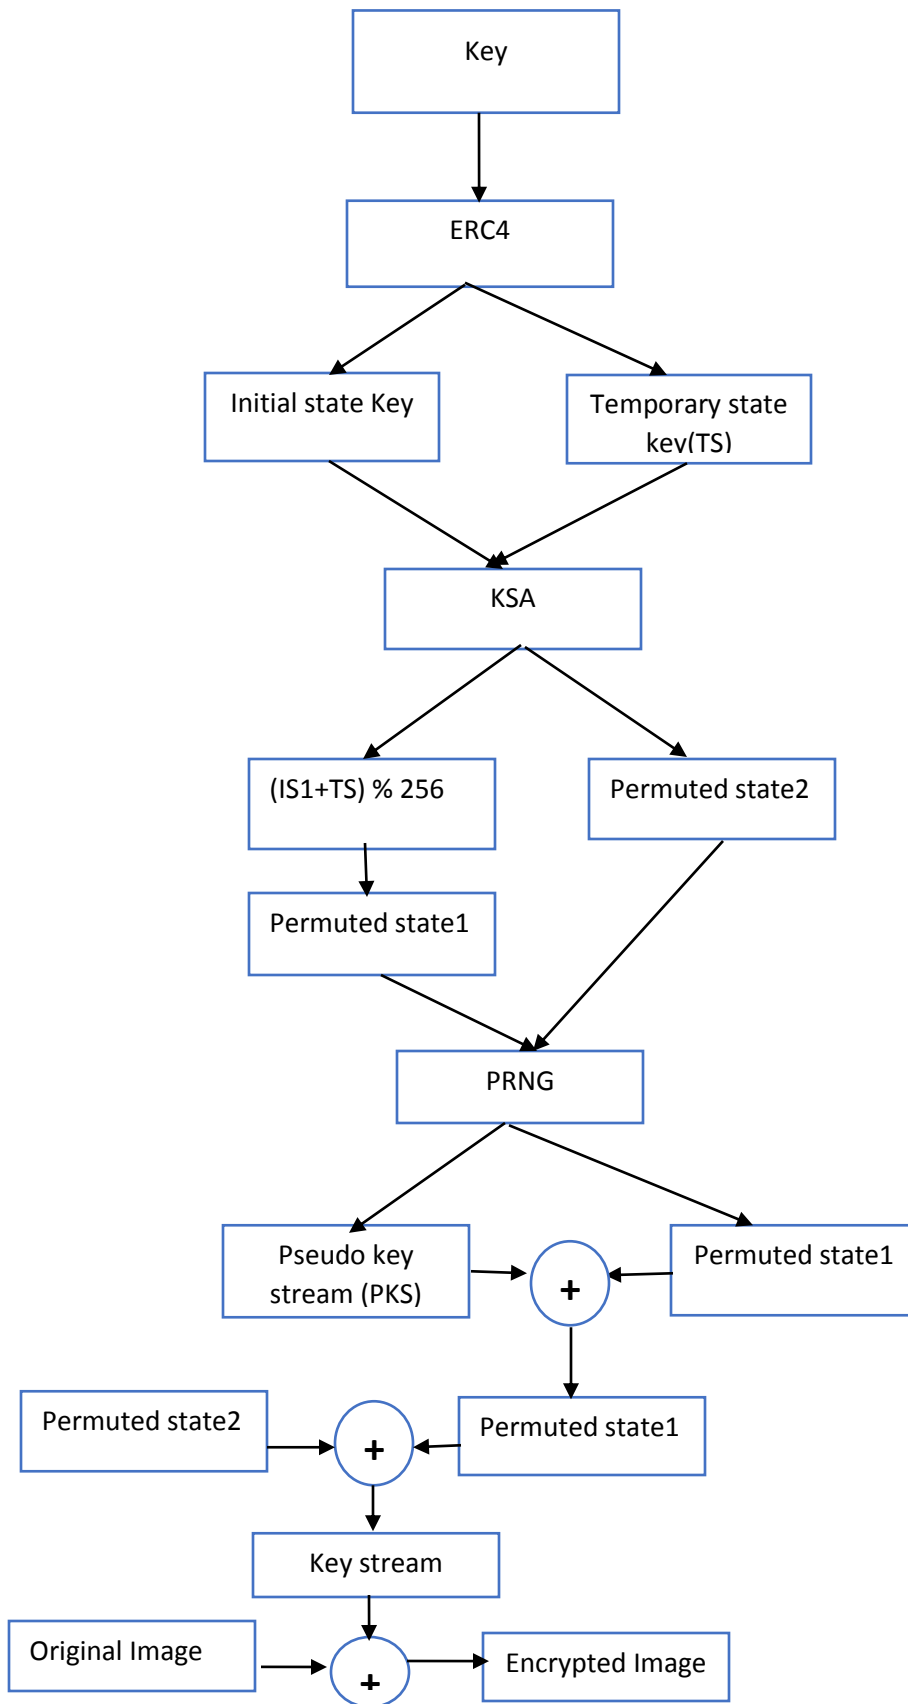 Key
ERC4
Initial state Key
Temporary state
key(TS)
KSA
(IS1+TS) % 256
Permuted state2
Permuted state1
PRNG
Pseudo key
stream (PKS)
+
Permuted state1
Permuted state2
+
Permuted state1
Key stream
Original Image
+
Encrypted Image